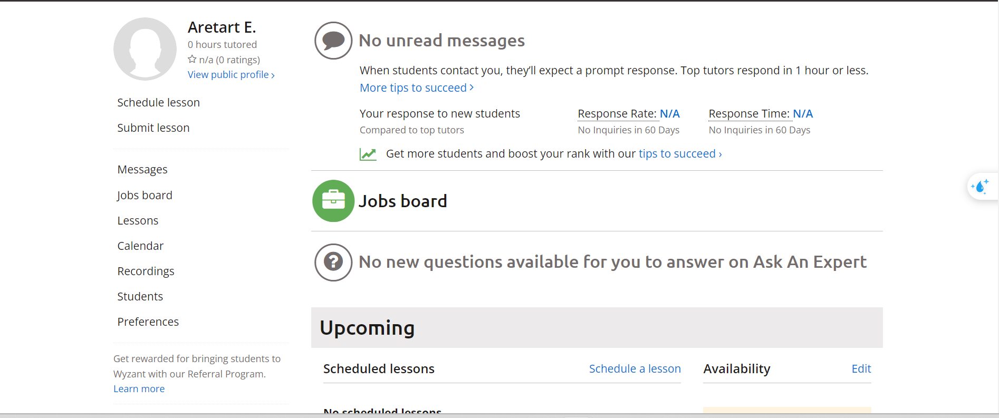 Aretart E.
0 hours tutored
n/a (0 ratings)
View public profile ›
Schedule lesson
Submit lesson
Messages
Jobs board
Lessons
Calendar
Recordings
Students
Preferences
Get rewarded for bringing students to
Wyzant with our Referral Program.
Learn more
No unread messages
When students contact you, they’ll expect a prompt response. Top tutors respond in 1 hour or less.
More tips to succeed ›
Your response to new students
Compared to top tutors
Response Rate: N/A
No Inquiries in 60 Days
Response Time: N/A
No Inquiries in 60 Days
Get more students and boost your rank with our tips to succeed ›
Jobs board
No new questions available for you to answer on Ask An Expert
Upcoming
Scheduled lessons
Schedule a lesson
Availability
Edit
No scheduled lessons